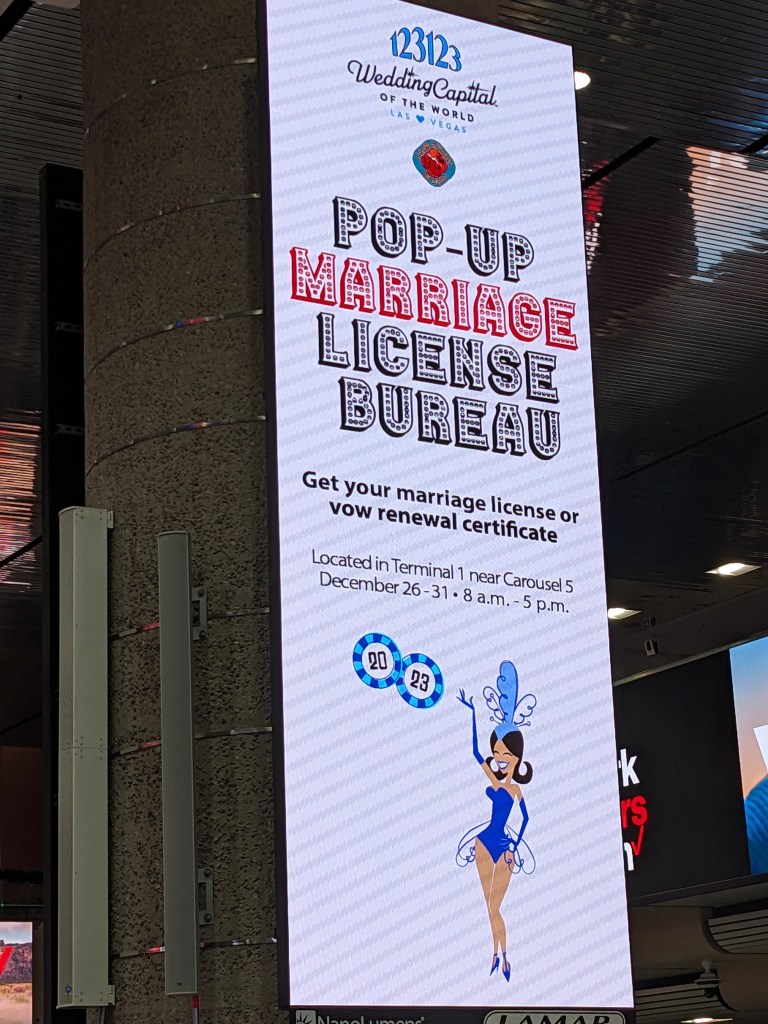 123123
Wedding Capital
OF THE WORLD
LAS VEGAS
POP-UP
MARRIAGE
LICENSE
BUREAU
Get your marriage license or
vow renewal certificate
Located in Terminal 1 near Carousel 5
December 26 - 31 • 8 a.m. - 5 p.m.
20
23
NanoLumens
LAMAR